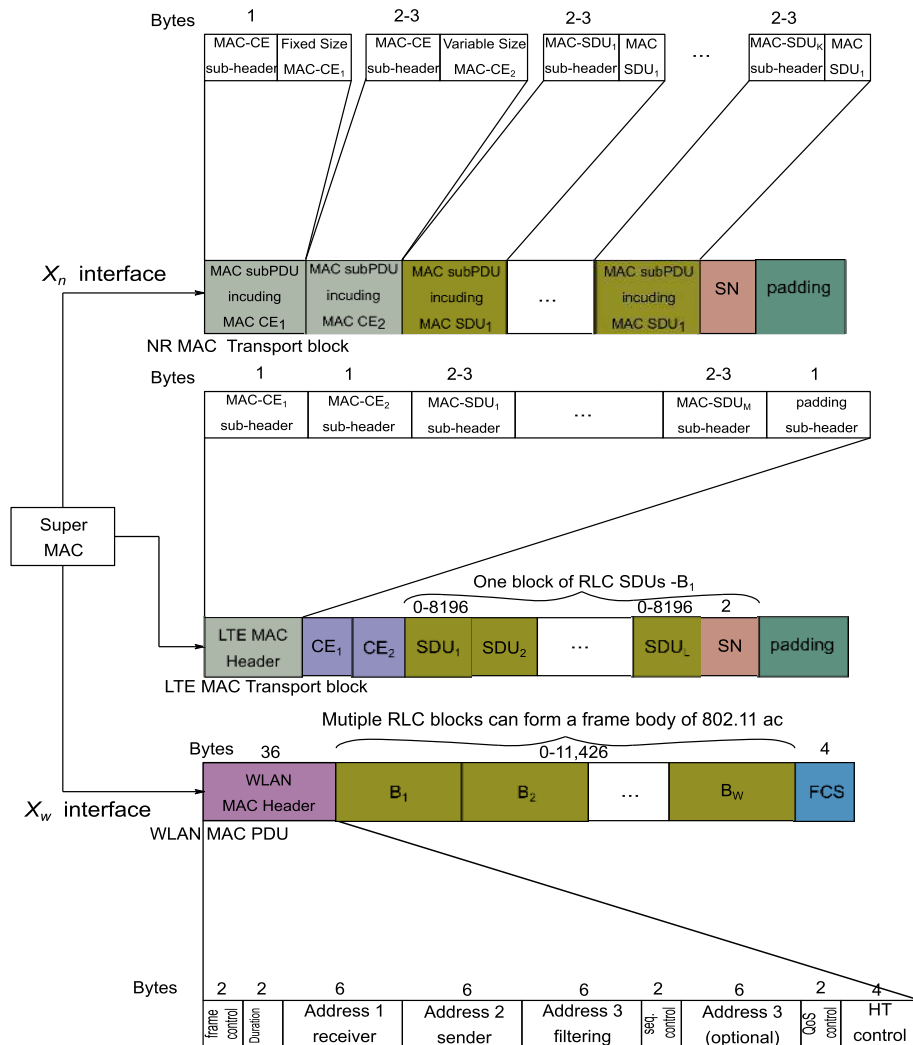 Bytes 1 2-3 2-3 2-3
MAC-CE sub-header
Fixed Size MAC-CE1
MAC-CE sub-header
Variable Size MAC-CE2
MAC-SDU1 sub-header
MAC SDU1
...
MAC-SDUK sub-header
MAC SDU1
Xn interface
MAC subPDU incuding MAC CE1
MAC subPDU incuding MAC CE2
MAC subPDU incuding MAC SDU1
...
MAC subPDU incuding MAC SDU1
SN
padding
NR MAC Transport block
Bytes 1 1 2-3 2-3 1
MAC-CE1 sub-header
MAC-CE2 sub-header
MAC-SDU1 sub-header
...
MAC-SDUM sub-header
padding sub-header
Super MAC
One block of RLC SDUs -B1
0-8196 0-8196 2
LTE MAC Header
CE1
CE2
SDU1
SDU2
...
SDUL
SN
padding
LTE MAC Transport block
Mutiple RLC blocks can form a frame body of 802.11 ac
Bytes 36 0-11,426 4
Xw interface
WLAN MAC Header
B1
B2
...
BW
FCS
WLAN MAC PDU
Bytes 2 2 6 6 6 2 6 2 4
frame control
Duration
Address 1 receiver
Address 2 sender
Address 3 filtering
seq. control
Address 3 (optional)
QoS control
HT control